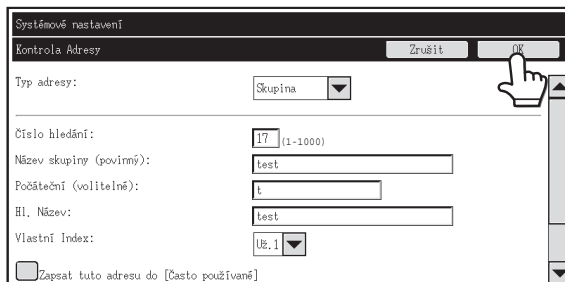 Systémové nastavení
Kontrola Adresy Zrušit OK
Typ adresy: Skupina
Číslo hledání: 17 (1-1000)
Název skupiny (povinný): test
Počáteční (volitelné): t
Hl. Název: test
Vlastní Index: Už.1
Zapsat tuto adresu do [Často používané]